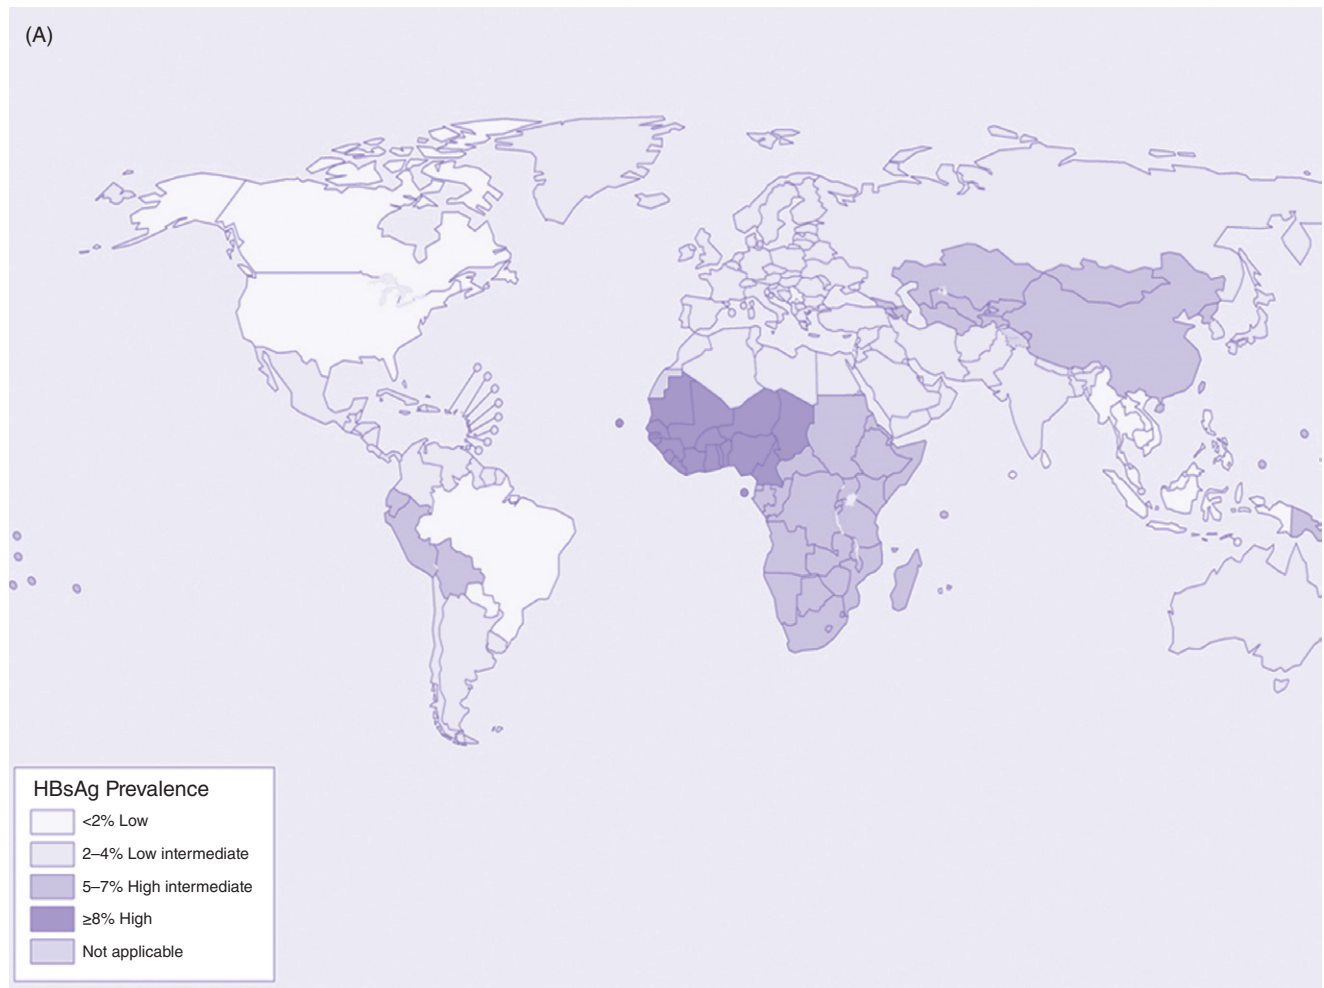 (A)
HBsAg Prevalence
<2% Low
2–4% Low intermediate
5–7% High intermediate
≥8% High
Not applicable